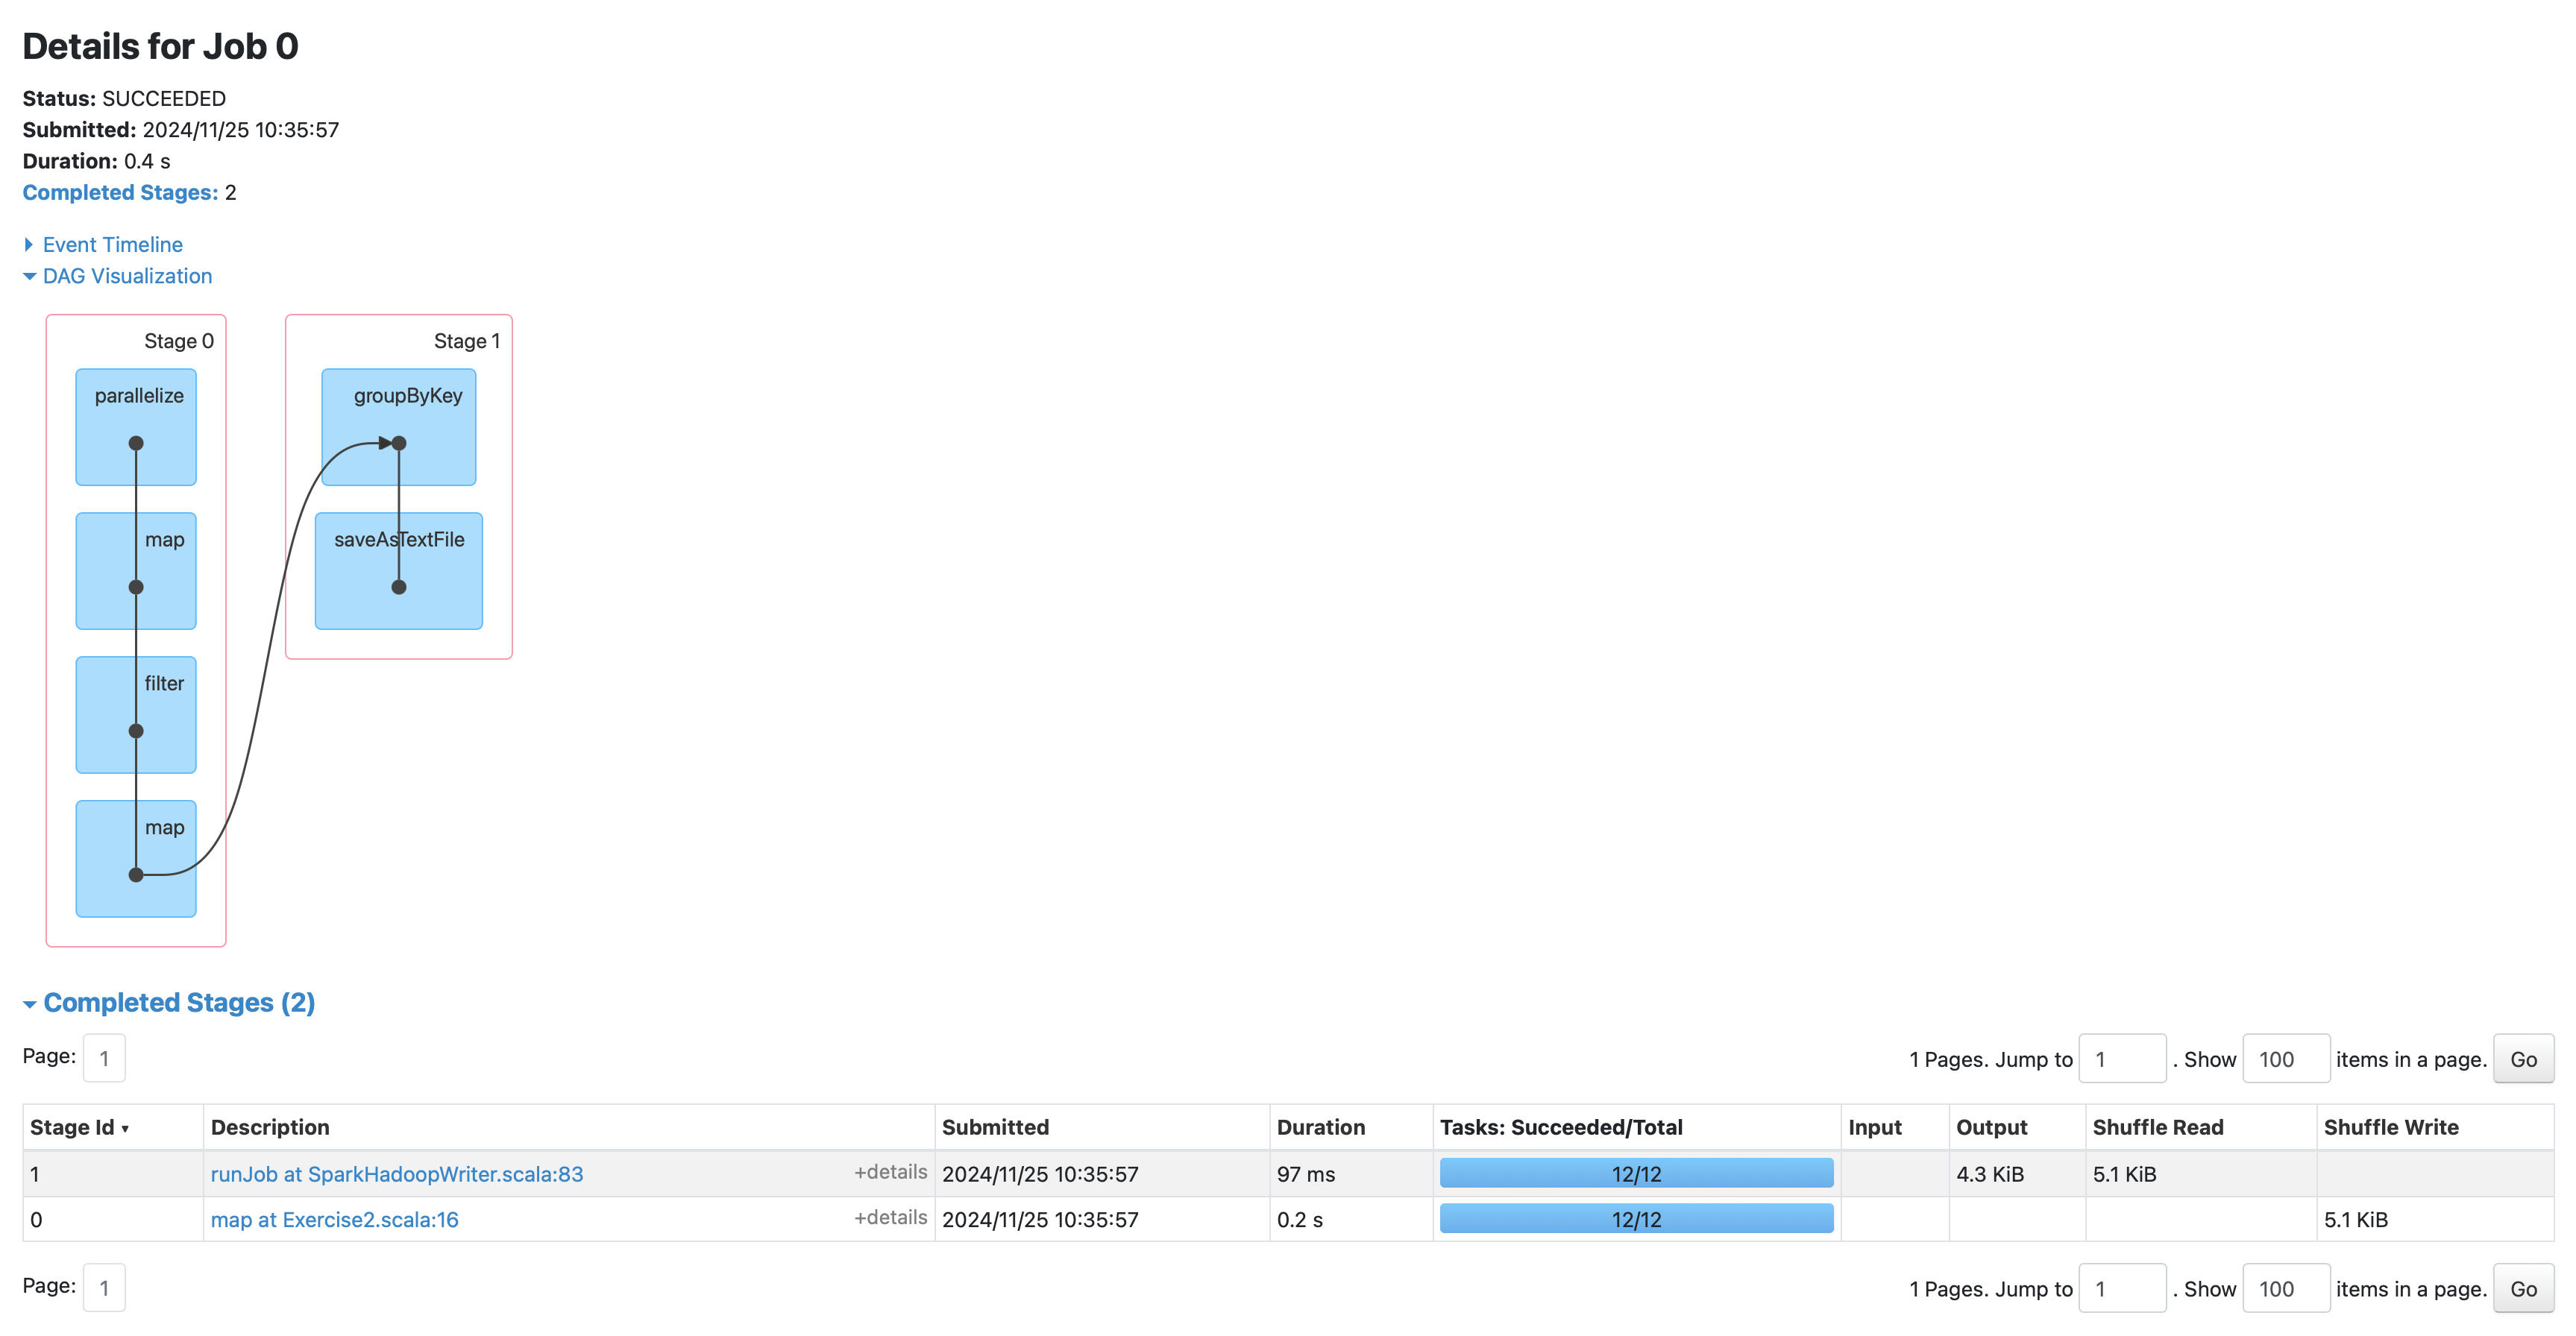 Details for Job 0
Status: SUCCEEDED
Submitted: 2024/11/25 10:35:57
Duration: 0.4 s
Completed Stages: 2
Event Timeline
DAG Visualization
Stage 0
parallelize
map
filter
map
Stage 1
groupByKey
saveAsTextFile
Completed Stages (2)
Page: 1 1 Pages. Jump to 1 . Show 100 items in a page. Go
Stage Id ▾ Description Submitted Duration Tasks: Succeeded/Total Input Output Shuffle Read Shuffle Write
1 runJob at SparkHadoopWriter.scala:83 +details 2024/11/25 10:35:57 97 ms 12/12 4.3 KiB 5.1 KiB
0 map at Exercise2.scala:16 +details 2024/11/25 10:35:57 0.2 s 12/12 5.1 KiB
Page: 1 1 Pages. Jump to 1 . Show 100 items in a page. Go